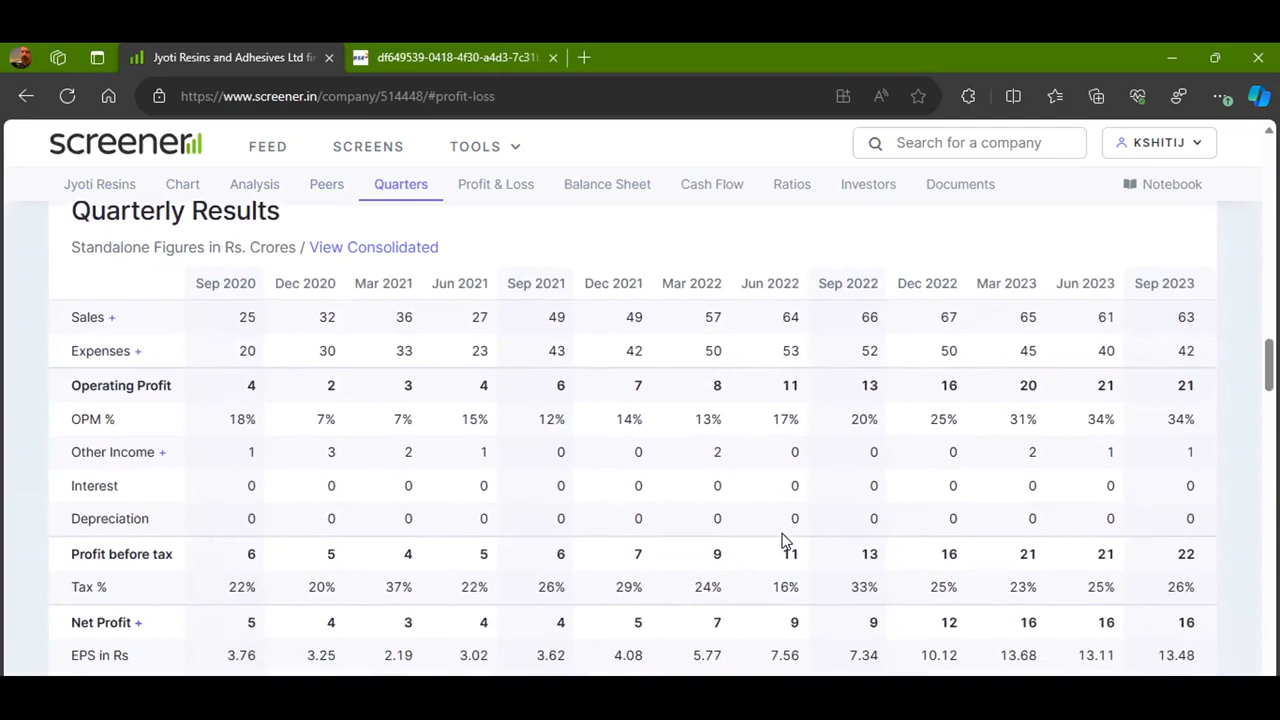 Jyoti Resins and Adhesives Ltd fi
df649539-0418-4f30-a4d3-7c31
https://www.screener.in/company/514448/#profit-loss
screener
FEED SCREENS TOOLS
Search for a company
KSHITIJ
Jyoti Resins Chart Analysis Peers Quarters Profit & Loss Balance Sheet Cash Flow Ratios Investors Documents Notebook
Quarterly Results
Standalone Figures in Rs. Crores / View Consolidated
Sep 2020 Dec 2020 Mar 2021 Jun 2021 Sep 2021 Dec 2021 Mar 2022 Jun 2022 Sep 2022 Dec 2022 Mar 2023 Jun 2023 Sep 2023
Sales + 25 32 36 27 49 49 57 64 66 67 65 61 63
Expenses + 20 30 33 23 43 42 50 53 52 50 45 40 42
Operating Profit 4 2 3 4 6 7 8 11 13 16 20 21 21
OPM % 18% 7% 7% 15% 12% 14% 13% 17% 20% 25% 31% 34% 34%
Other Income + 1 3 2 1 0 0 2 0 0 0 2 1 1
Interest 0 0 0 0 0 0 0 0 0 0 0 0 0
Depreciation 0 0 0 0 0 0 0 0 0 0 0 0 0
Profit before tax 6 5 4 5 6 7 9 11 13 16 21 21 22
Tax % 22% 20% 37% 22% 26% 29% 24% 16% 33% 25% 23% 25% 26%
Net Profit + 5 4 3 4 4 5 7 9 9 12 16 16 16
EPS in Rs 3.76 3.25 2.19 3.02 3.62 4.08 5.77 7.56 7.34 10.12 13.68 13.11 13.48